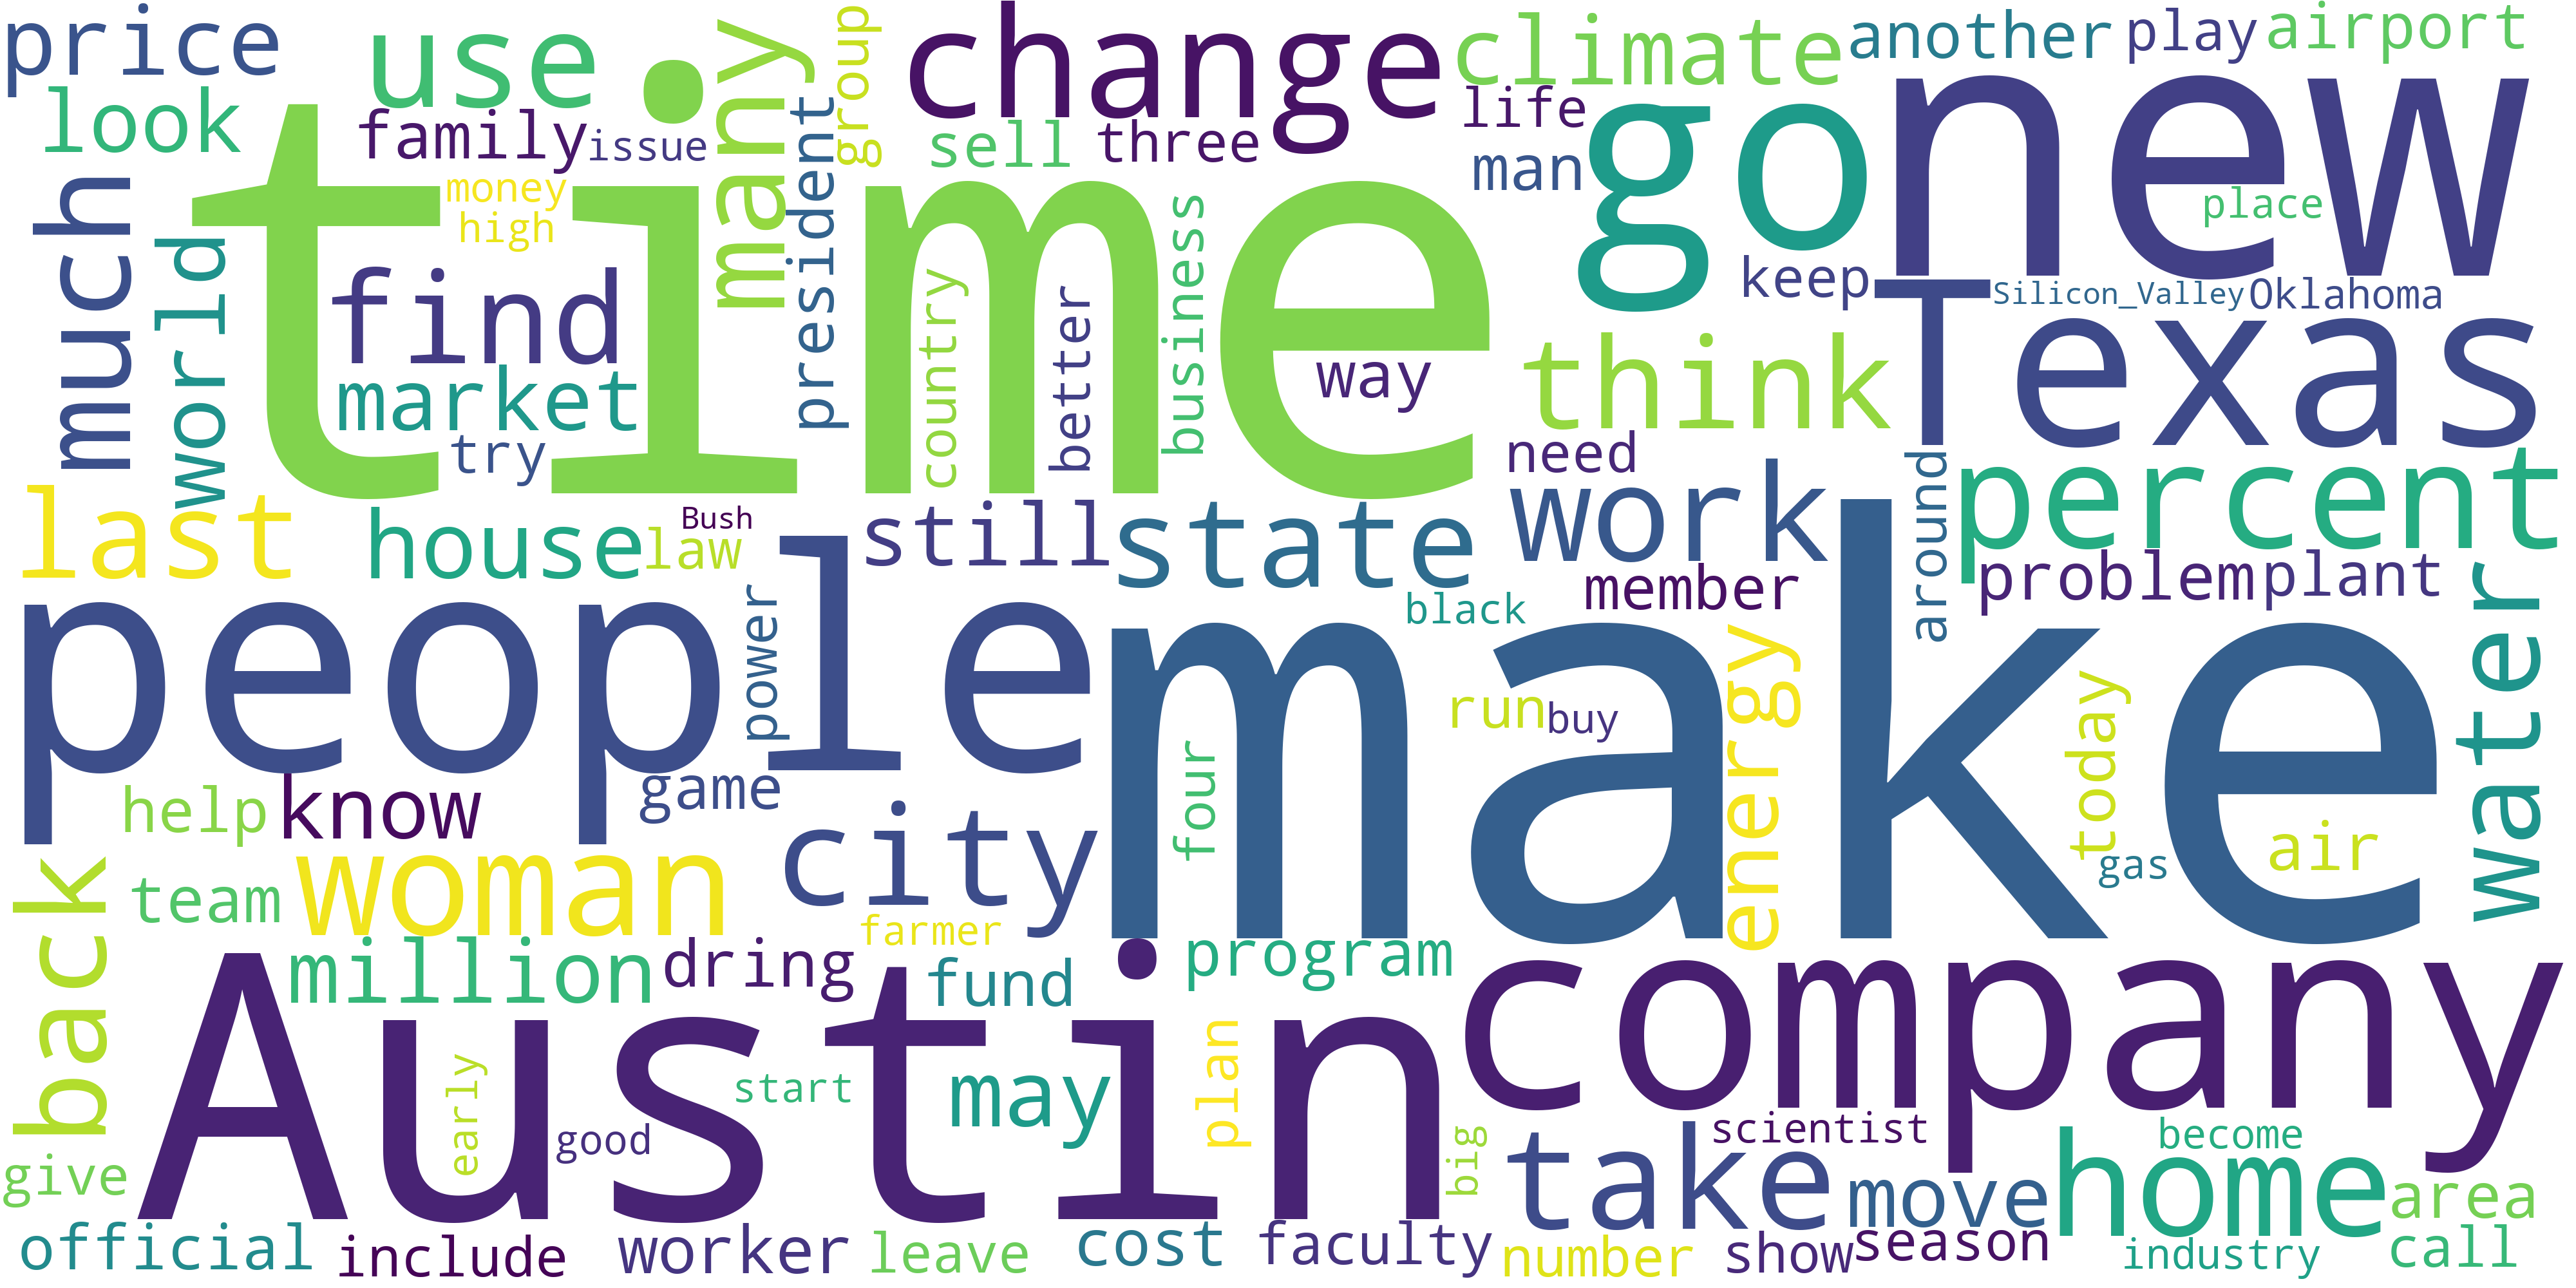 price
use
many
group
change
climate
another
play
airport
look
family
issue
time
president
sell
three
life
man
go
new
place
much
world
money
high
find
market
try
country
better
business
way
think
keep
Texas
Silicon_Valley
Oklahoma
last
house
Bush
law
still
state
need
work
around
percent
people
power
black
member
problem
plant
make
water
energy
run
buy
four
today
gas
air
help
know
game
city
back
team
woman
farmer
million
dring
fund
program
Austin
company
early
good
start
may
plan
big
take
scientist
become
give
move
home
area
official
include
worker
leave
cost
faculty
number
show
season
industry
call